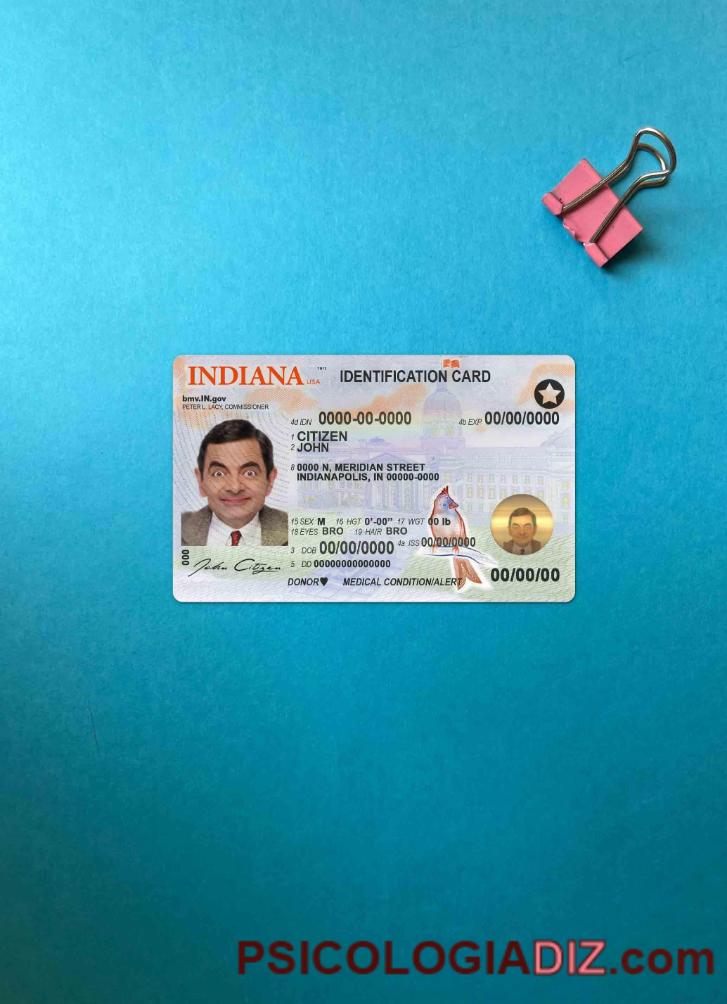 INDIANA USA IDENTIFICATION CARD
bmv.IN.gov
PETER L. LACY, COMMISSIONER
4d IDN 0000-00-0000 4b EXP 00/00/0000
1 CITIZEN
2 JOHN
8 0000 N, MERIDIAN STREET
INDIANAPOLIS, IN 00000-0000
15 SEX M 16 HGT 0'-00" 17 WGT 00 lb
18 EYES BRO 19 HAIR BRO
3 DOB 00/00/0000 4a ISS 00/00/0000
000
John Citizen
5 DD 00000000000000
DONOR♥ MEDICAL CONDITION/ALERT 00/00/00
PSICOLOGIADIZ.com